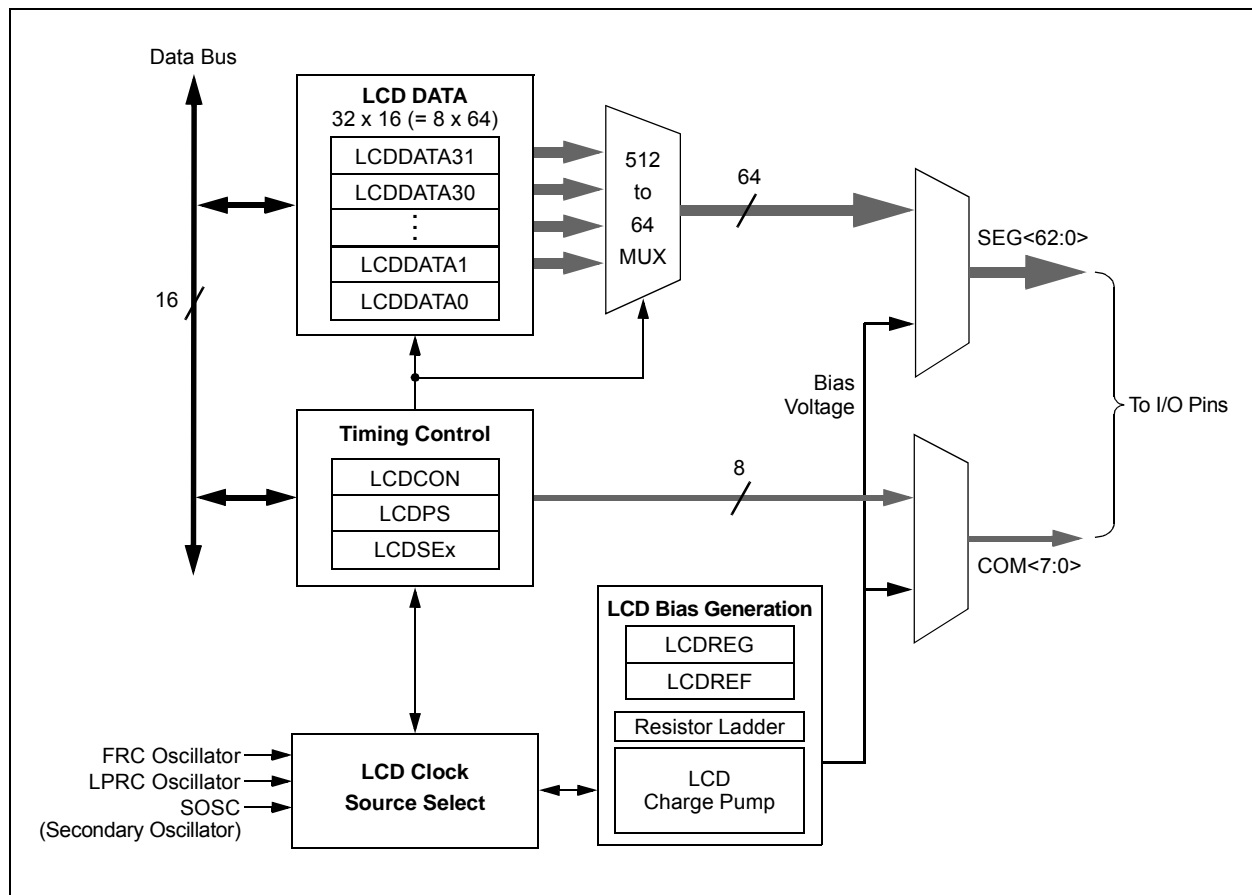 Data Bus
16
LCD DATA
32 x 16 (= 8 x 64)
LCDDATA31
LCDDATA30
⋮
LCDDATA1
LCDDATA0
512
to
64
MUX
64
SEG<62:0>
Bias
Voltage
To I/O Pins
Timing Control
LCDCON
LCDPS
LCDSEx
8
COM<7:0>
LCD Bias Generation
LCDREG
LCDREF
Resistor Ladder
LCD
Charge Pump
FRC Oscillator
LPRC Oscillator
SOSC
(Secondary Oscillator)
LCD Clock
Source Select